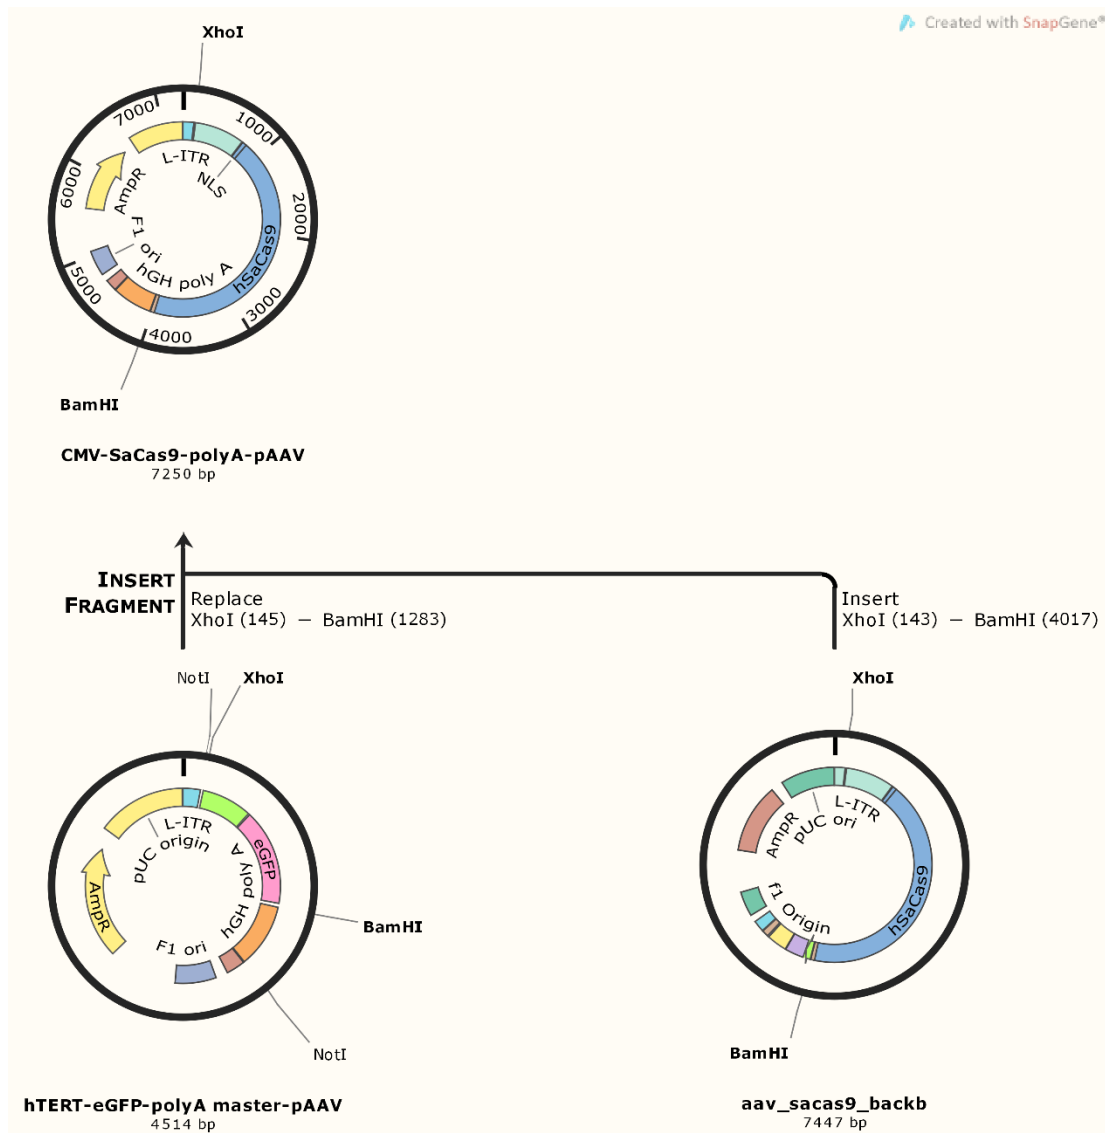 Created with SnapGene®
XhoI
7000
1000
L-ITR
NLS
6000
AmpR
2000
F1 ori
hGH poly A
hSaCas9
5000
3000
4000
BamHI
CMV-SaCas9-polyA-pAAV
7250 bp
INSERT
FRAGMENT
Replace
XhoI (145) – BamHI (1283)
Insert
XhoI (143) – BamHI (4017)
NotI
XhoI
L-ITR
pUC origin
eGFP
hGH poly A
AmpR
F1 ori
BamHI
NotI
hTERT-eGFP-polyA master-pAAV
4514 bp
XhoI
L-ITR
pUC ori
AmpR
f1 Origin
hSaCas9
BamHI
aav_sacas9_backb
7447 bp